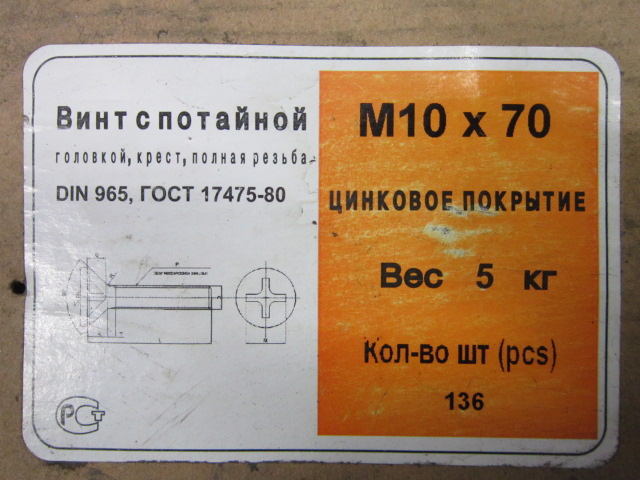 Винт с потайной
головкой, крест, полная резьба
DIN 965, ГОСТ 17475-80
М10 х 70
ЦИНКОВОЕ ПОКРЫТИЕ
Вес 5 кг
Кол-во шт (pcs)
136
РСТ